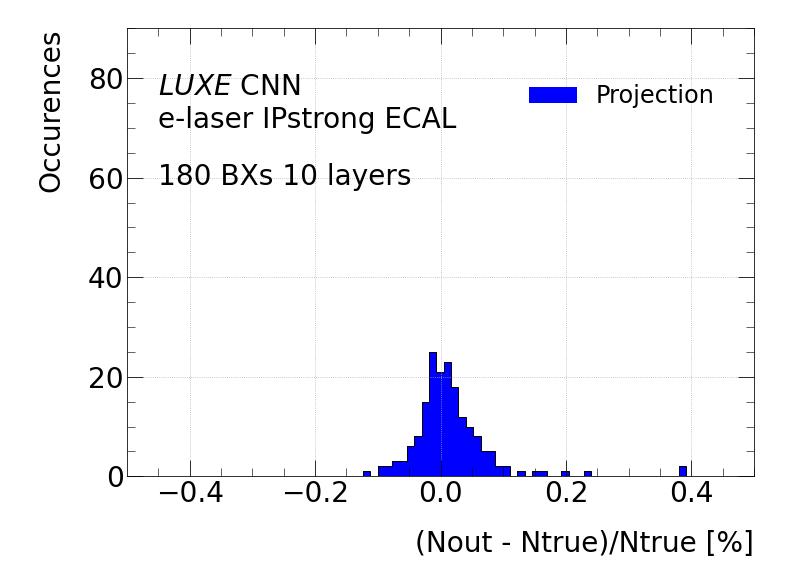 Occurences
80
60
40
20
0
LUXE CNN
e-laser IPstrong ECAL
180 BXs 10 layers
Projection
−0.4 −0.2 0.0 0.2 0.4
(Nout - Ntrue)/Ntrue [%]